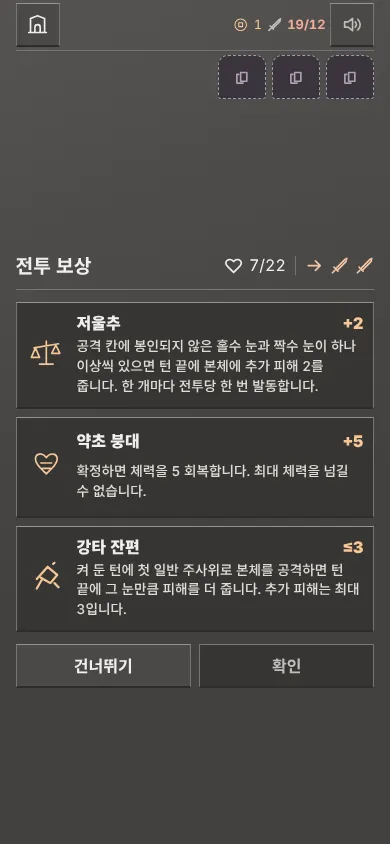 1 19/12
전투 보상 7/22
저울추 +2
공격 칸에 봉인되지 않은 홀수 눈과 짝수 눈이 하나
이상씩 있으면 턴 끝에 본체에 추가 피해 2를
줍니다. 한 개마다 전투당 한 번 발동합니다.
약초 붕대 +5
확정하면 체력을 5 회복합니다. 최대 체력을 넘길
수 없습니다.
강타 잔편 ≤3
켜 둔 턴에 첫 일반 주사위로 본체를 공격하면 턴
끝에 그 눈만큼 피해를 더 줍니다. 추가 피해는 최대
3입니다.
건너뛰기 확인